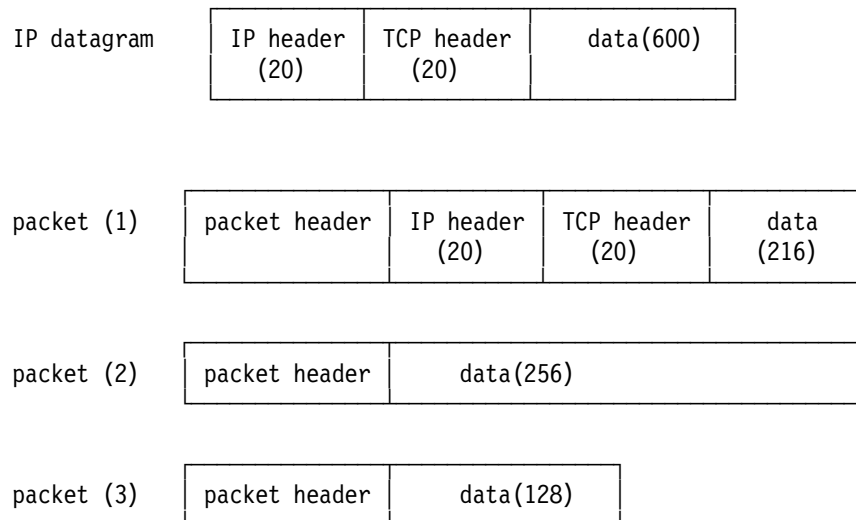 IP datagram IP header TCP header data(600)
(20) (20)
packet (1) packet header IP header TCP header data
(20) (20) (216)
packet (2) packet header data(256)
packet (3) packet header data(128)